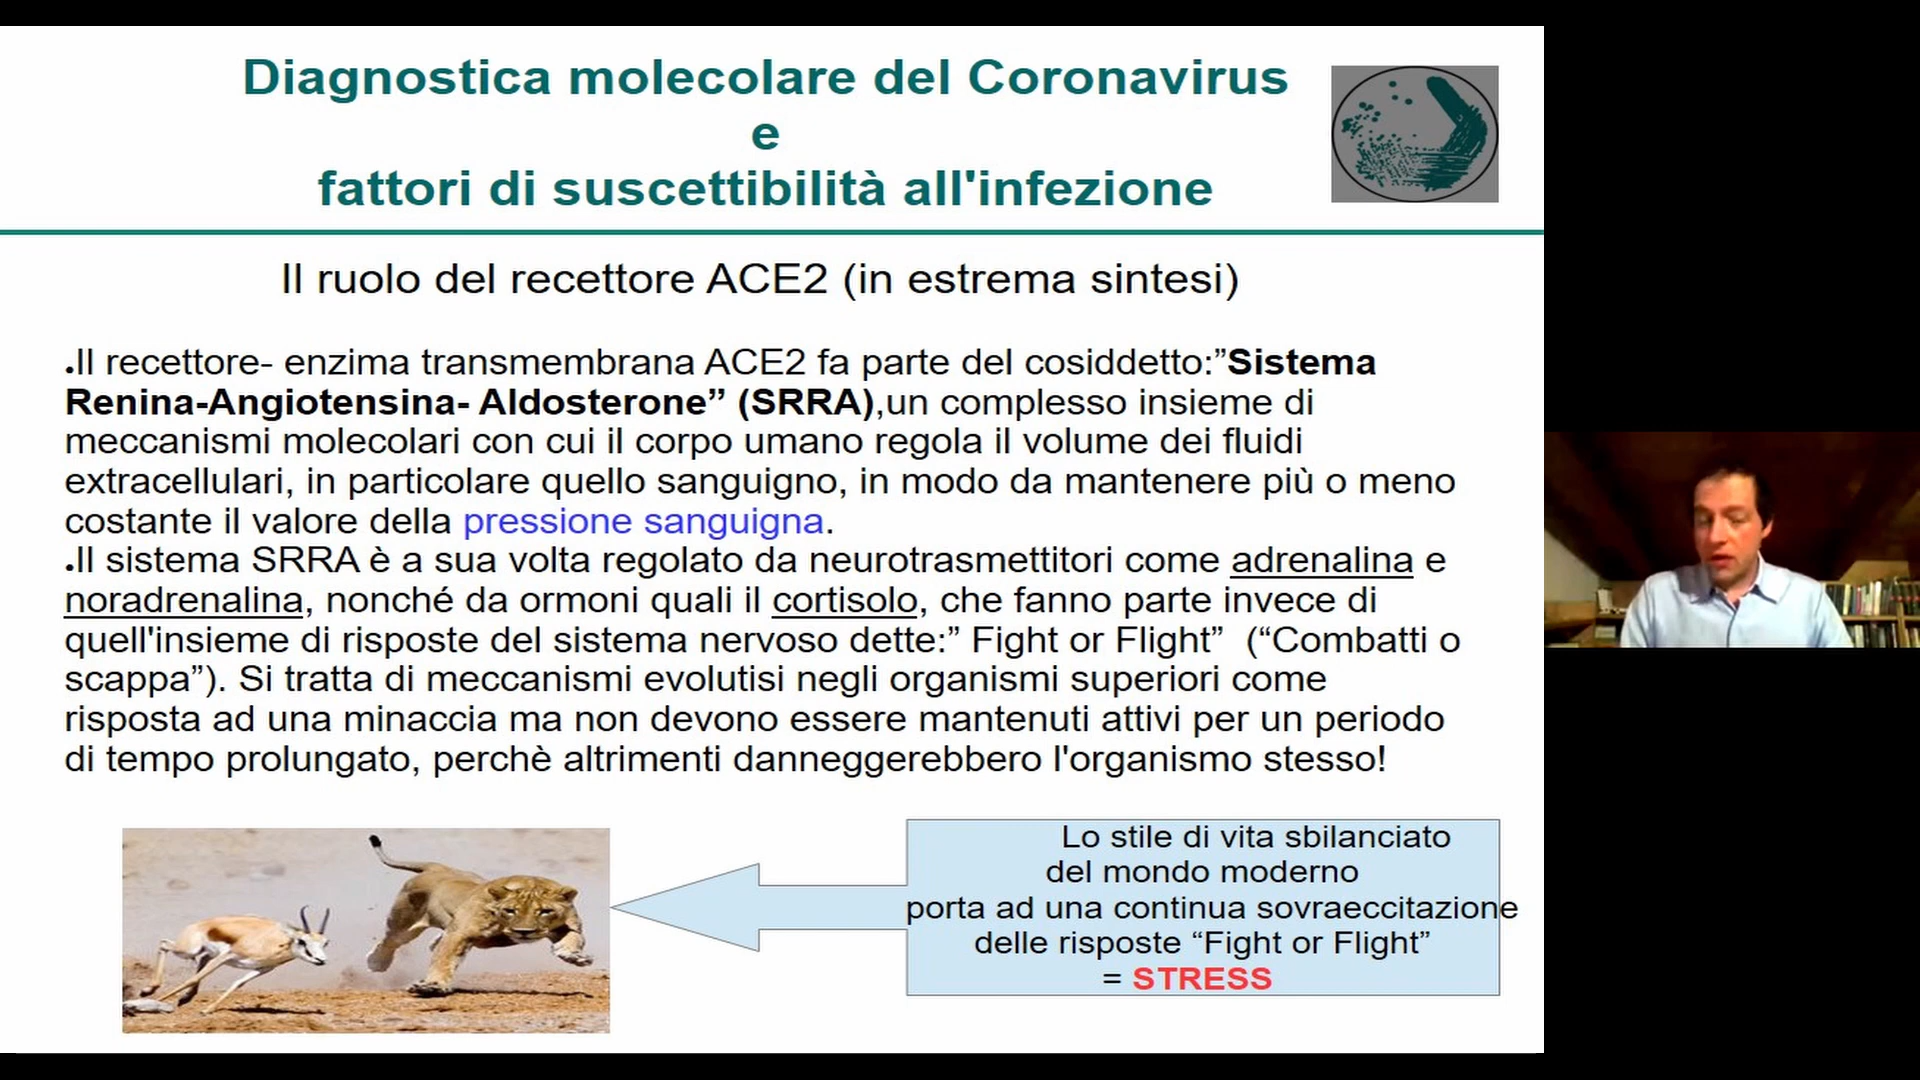 Diagnostica molecolare del Coronavirus
e
fattori di suscettibilità all'infezione
Il ruolo del recettore ACE2 (in estrema sintesi)
●Il recettore- enzima transmembrana ACE2 fa parte del cosiddetto:”Sistema
Renina-Angiotensina- Aldosterone” (SRRA),un complesso insieme di
meccanismi molecolari con cui il corpo umano regola il volume dei fluidi
extracellulari, in particolare quello sanguigno, in modo da mantenere più o meno
costante il valore della pressione sanguigna.
●Il sistema SRRA è a sua volta regolato da neurotrasmettitori come adrenalina e
noradrenalina, nonché da ormoni quali il cortisolo, che fanno parte invece di
quell'insieme di risposte del sistema nervoso dette:” Fight or Flight”  (“Combatti o
scappa”). Si tratta di meccanismi evolutisi negli organismi superiori come
risposta ad una minaccia ma non devono essere mantenuti attivi per un periodo
di tempo prolungato, perchè altrimenti danneggerebbero l'organismo stesso!
Lo stile di vita sbilanciato
del mondo moderno
porta ad una continua sovraeccitazione
delle risposte “Fight or Flight”
= STRESS